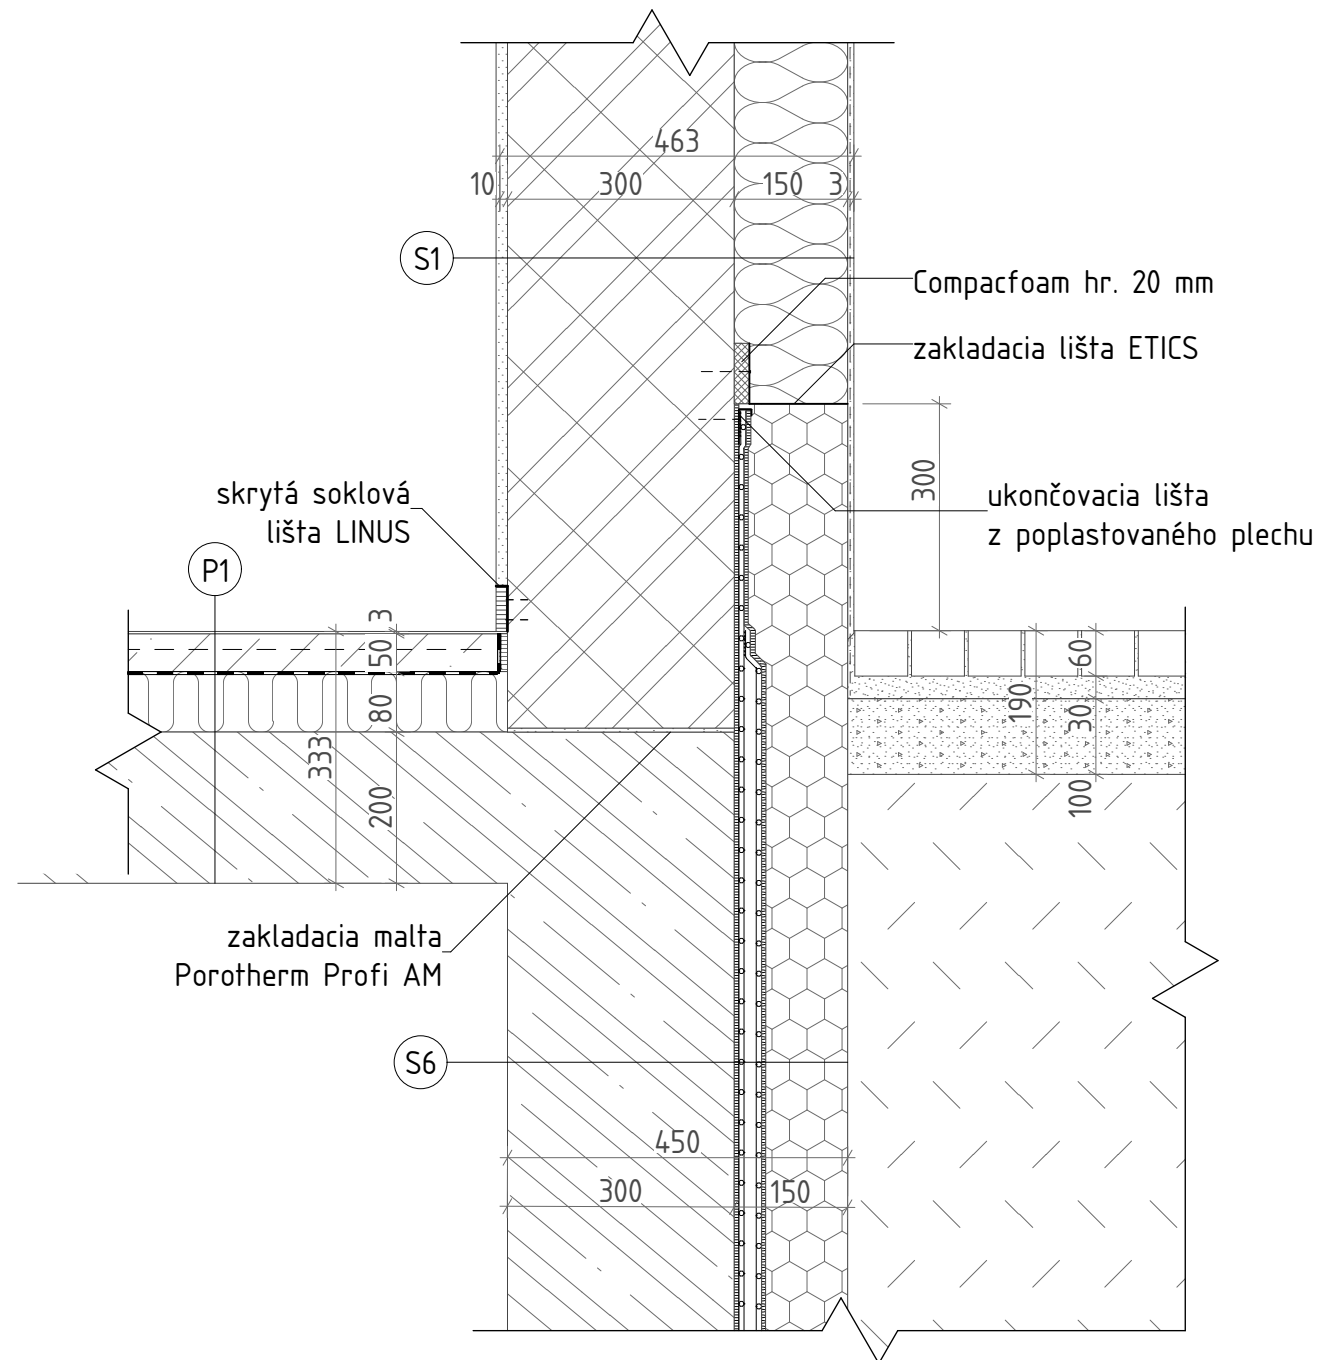 463
10
300
150
3
S1
Compacfoam hr. 20 mm
zakladacia lišta ETICS
300
skrytá soklová
lišta LINUS
ukončovacia lišta
z poplastovaného plechu
P1
3
50
80
333
200
60
190
30
100
zakladacia malta
Porotherm Profi AM
S6
450
300
150